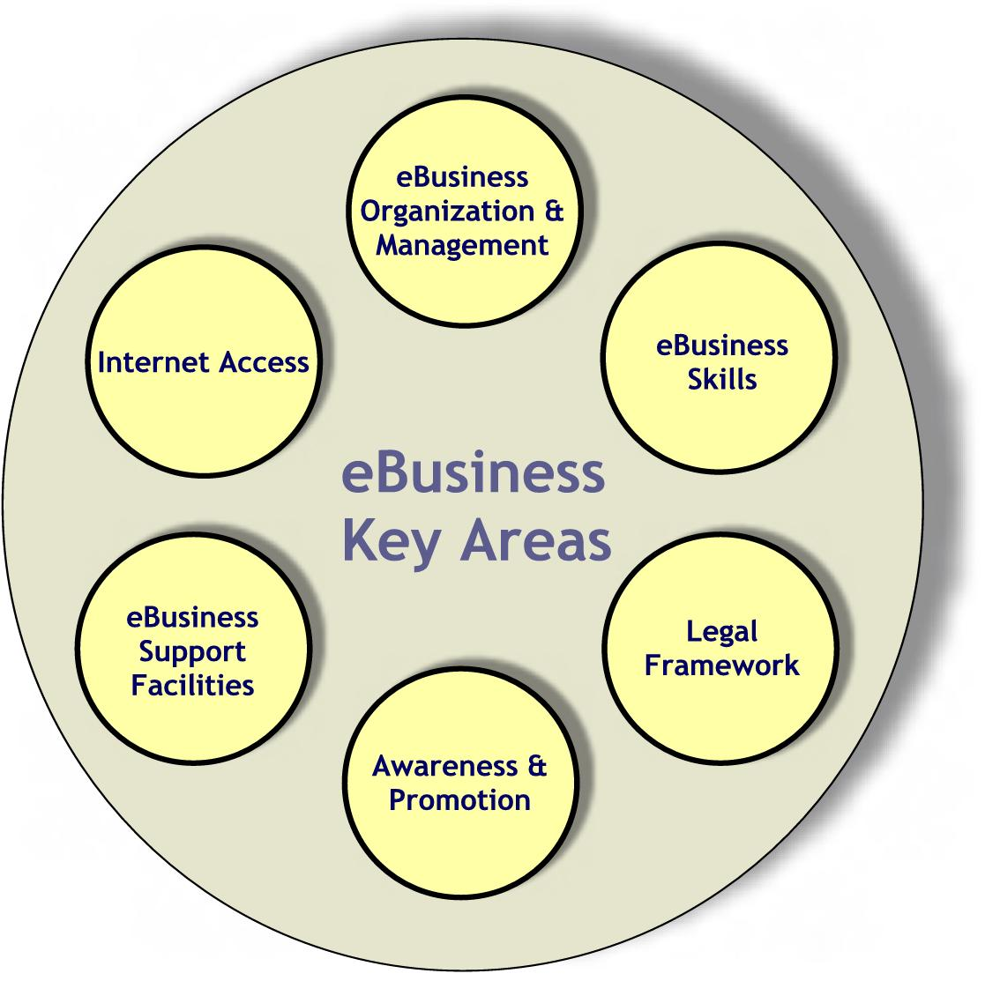 eBusiness
Organization &
Management
Internet Access
eBusiness
Skills
eBusiness
Key Areas
eBusiness
Support
Facilities
Legal
Framework
Awareness &
Promotion